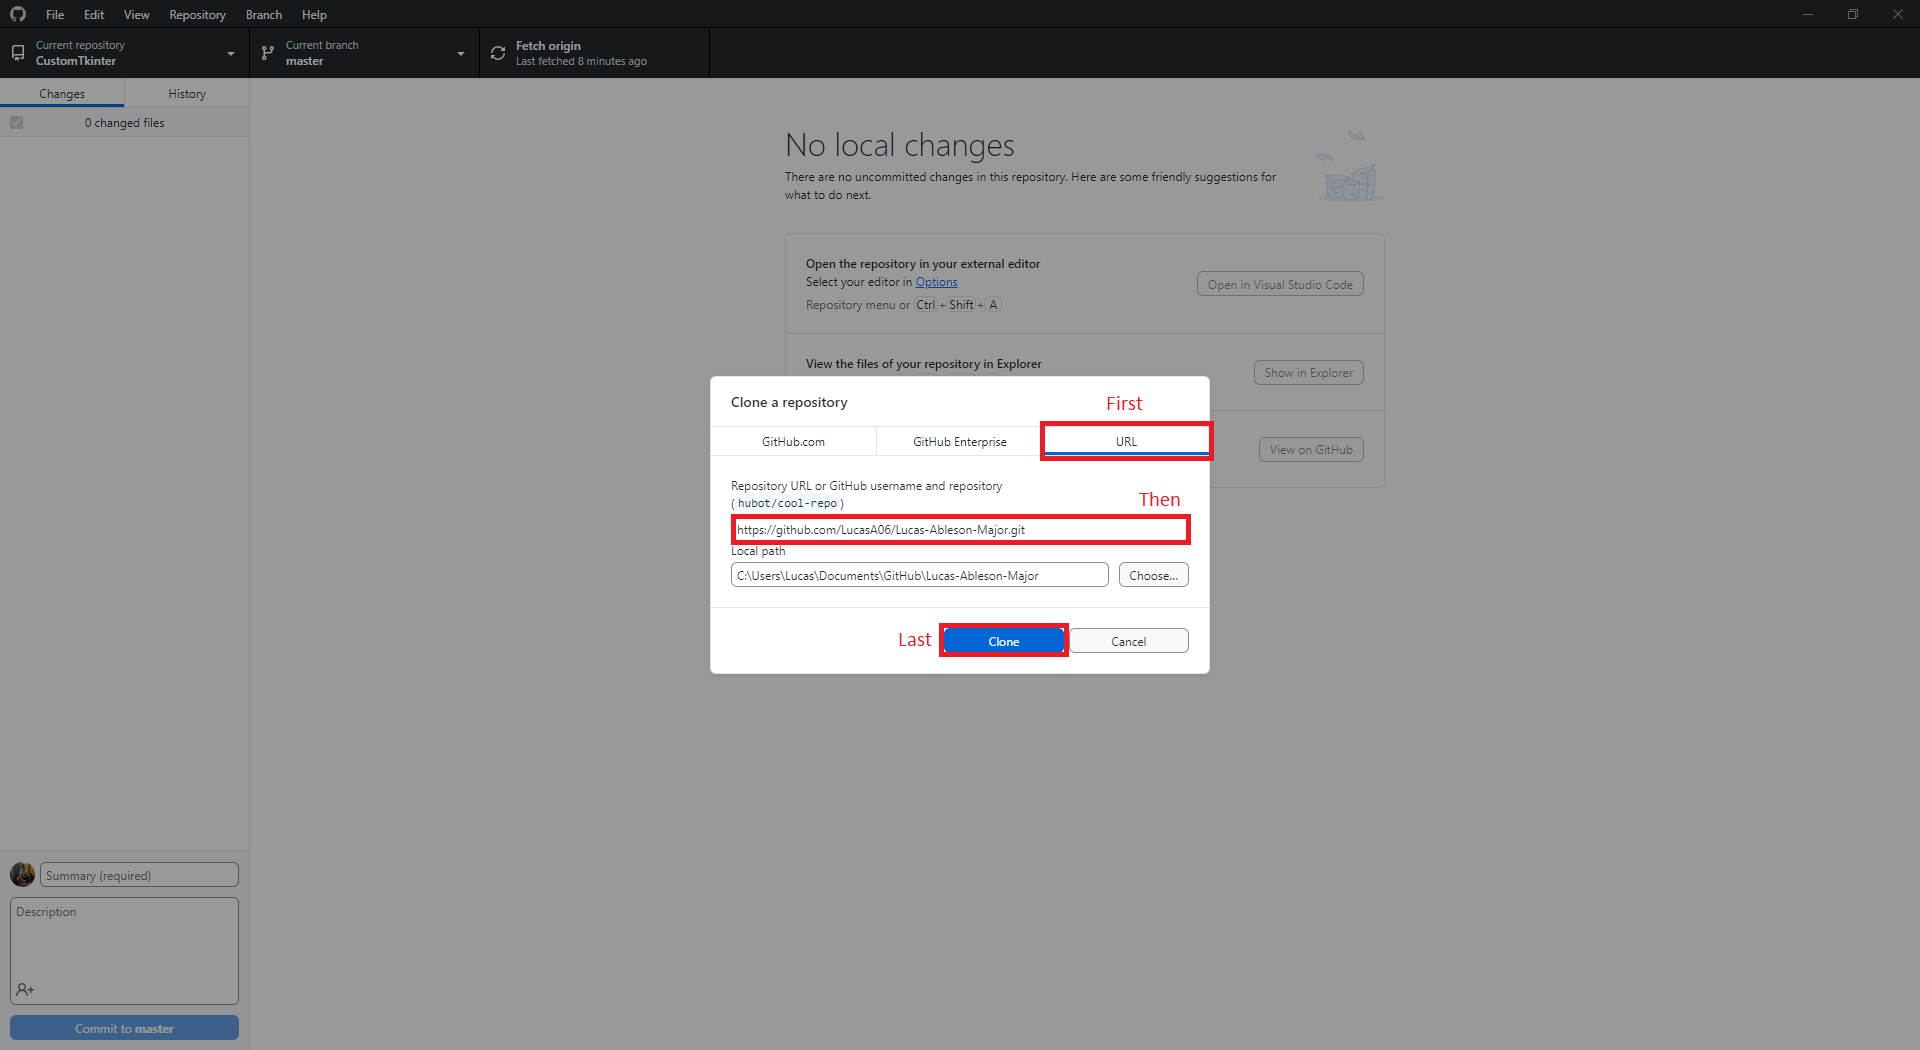 File Edit View Repository Branch Help
Current repository
CustomTkinter
Current branch
master
Fetch origin
Last fetched 8 minutes ago
Changes History
0 changed files
No local changes
There are no uncommitted changes in this repository. Here are some friendly suggestions for
what to do next.
Open the repository in your external editor
Select your editor in Options
Repository menu or Ctrl + Shift + A
Open in Visual Studio Code
View the files of your repository in Explorer
Show in Explorer
View on GitHub
Clone a repository
First
GitHub.com GitHub Enterprise URL
Repository URL or GitHub username and repository
(hubot/cool-repo)
Then
https://github.com/LucasA06/Lucas-Ableson-Major.git
Local path
C:\Users\Lucas\Documents\GitHub\Lucas-Ableson-Major
Choose...
Last
Clone
Cancel
Summary (required)
Description
Commit to master